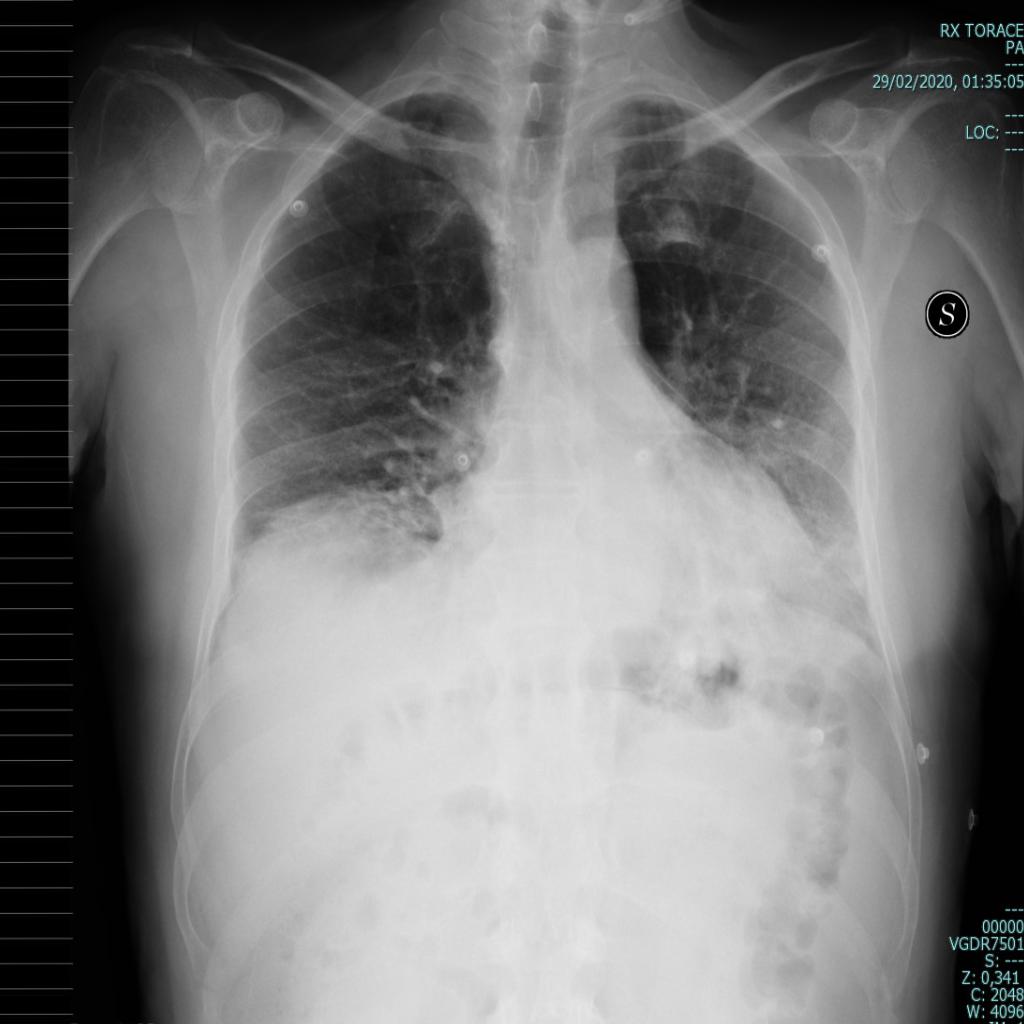 RX TORACE
PA
---
29/02/2020, 01:35:05
---
LOC: ---
---
S
---
00000
VGDR7501
S: ---
Z: 0,341
C: 2048
W: 4096